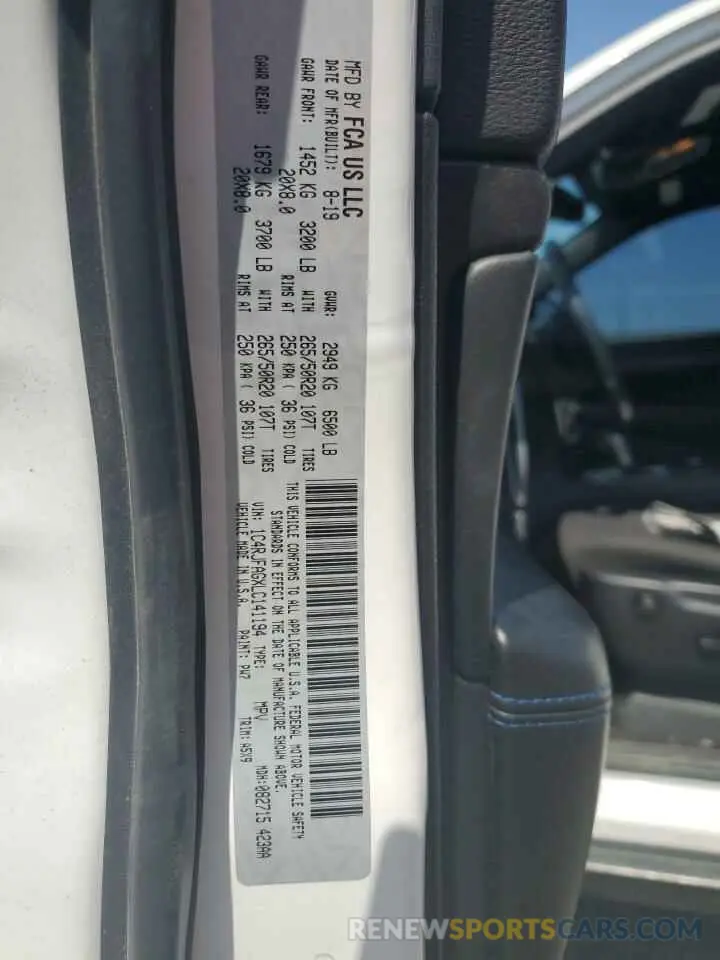 MFD BY FCA US LLC
DATE OF MFR(BUILT): 8-19 GVWR: 2949 KG 6500 LB
GAWR FRONT: 1452 KG 3200 LB WITH 265/50R20 107T TIRES
20X8.0 RIMS AT 250 KPA ( 36 PSI) COLD
GAWR REAR: 1679 KG 3700 LB WITH 265/50R20 107T TIRES
20X8.0 RIMS AT 250 KPA ( 36 PSI) COLD
THIS VEHICLE CONFORMS TO ALL APPLICABLE U.S.A. FEDERAL MOTOR VEHICLE SAFETY
STANDARDS IN EFFECT ON THE DATE OF MANUFACTURE SHOWN ABOVE.
VIN: 1C4RJFAGXLC141194 TYPE: MPV MDH:082715 423AA
VEHICLE MADE IN U.S.A. PAINT: PW7 TRIM: A5X9
RENEWSPORTSCARS.COM